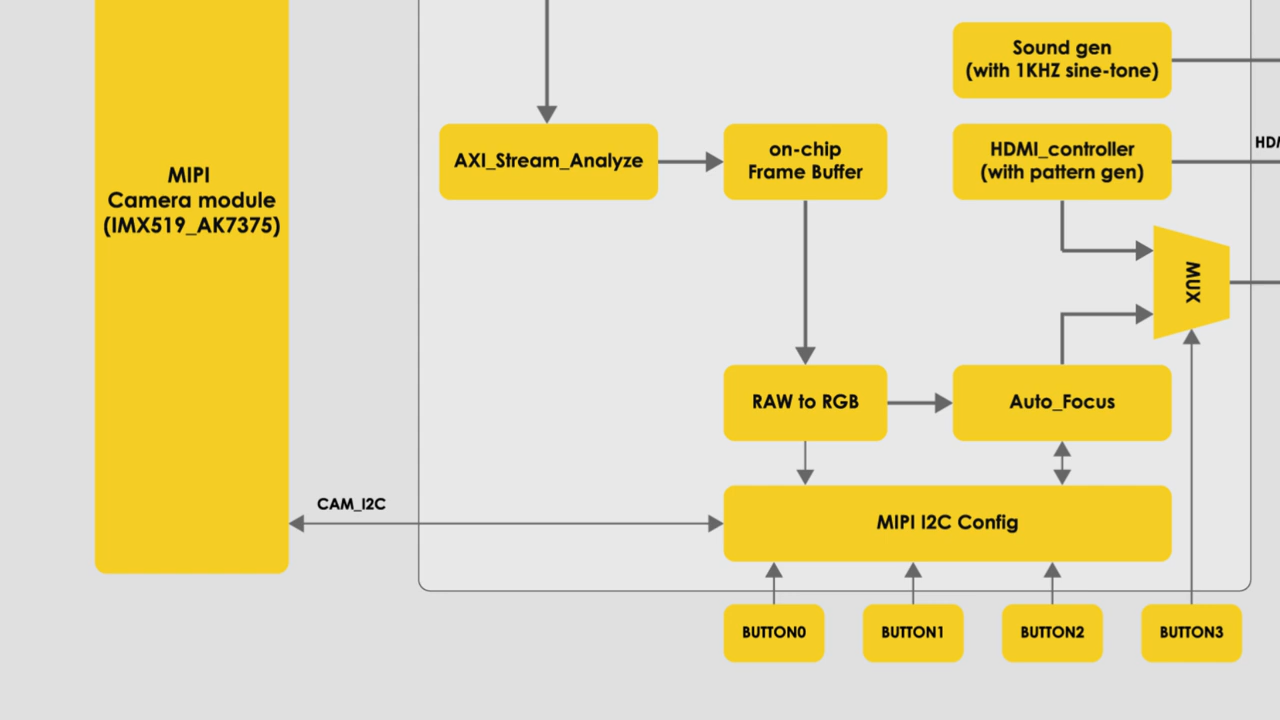 Sound gen
(with 1KHZ sine-tone)
AXI_Stream_Analyze
on-chip
Frame Buffer
HDMI_controller
(with pattern gen)
MIPI
Camera module
(IMX519_AK7375)
MUX
RAW to RGB
Auto_Focus
CAM_I2C
MIPI I2C Config
BUTTON0
BUTTON1
BUTTON2
BUTTON3